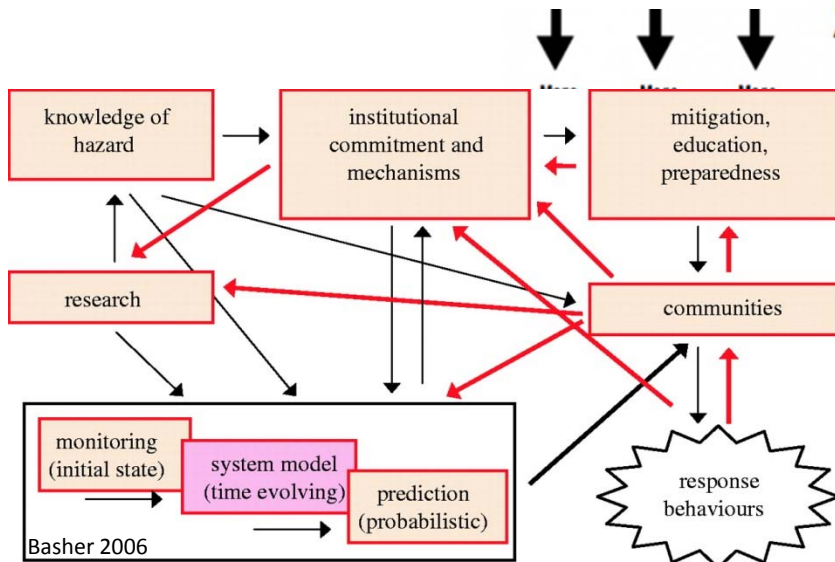 knowledge of
hazard
institutional
commitment and
mechanisms
mitigation,
education,
preparedness
research
communities
monitoring
(initial state)
system model
(time evolving)
prediction
(probabilistic)
response
behaviours
Basher 2006